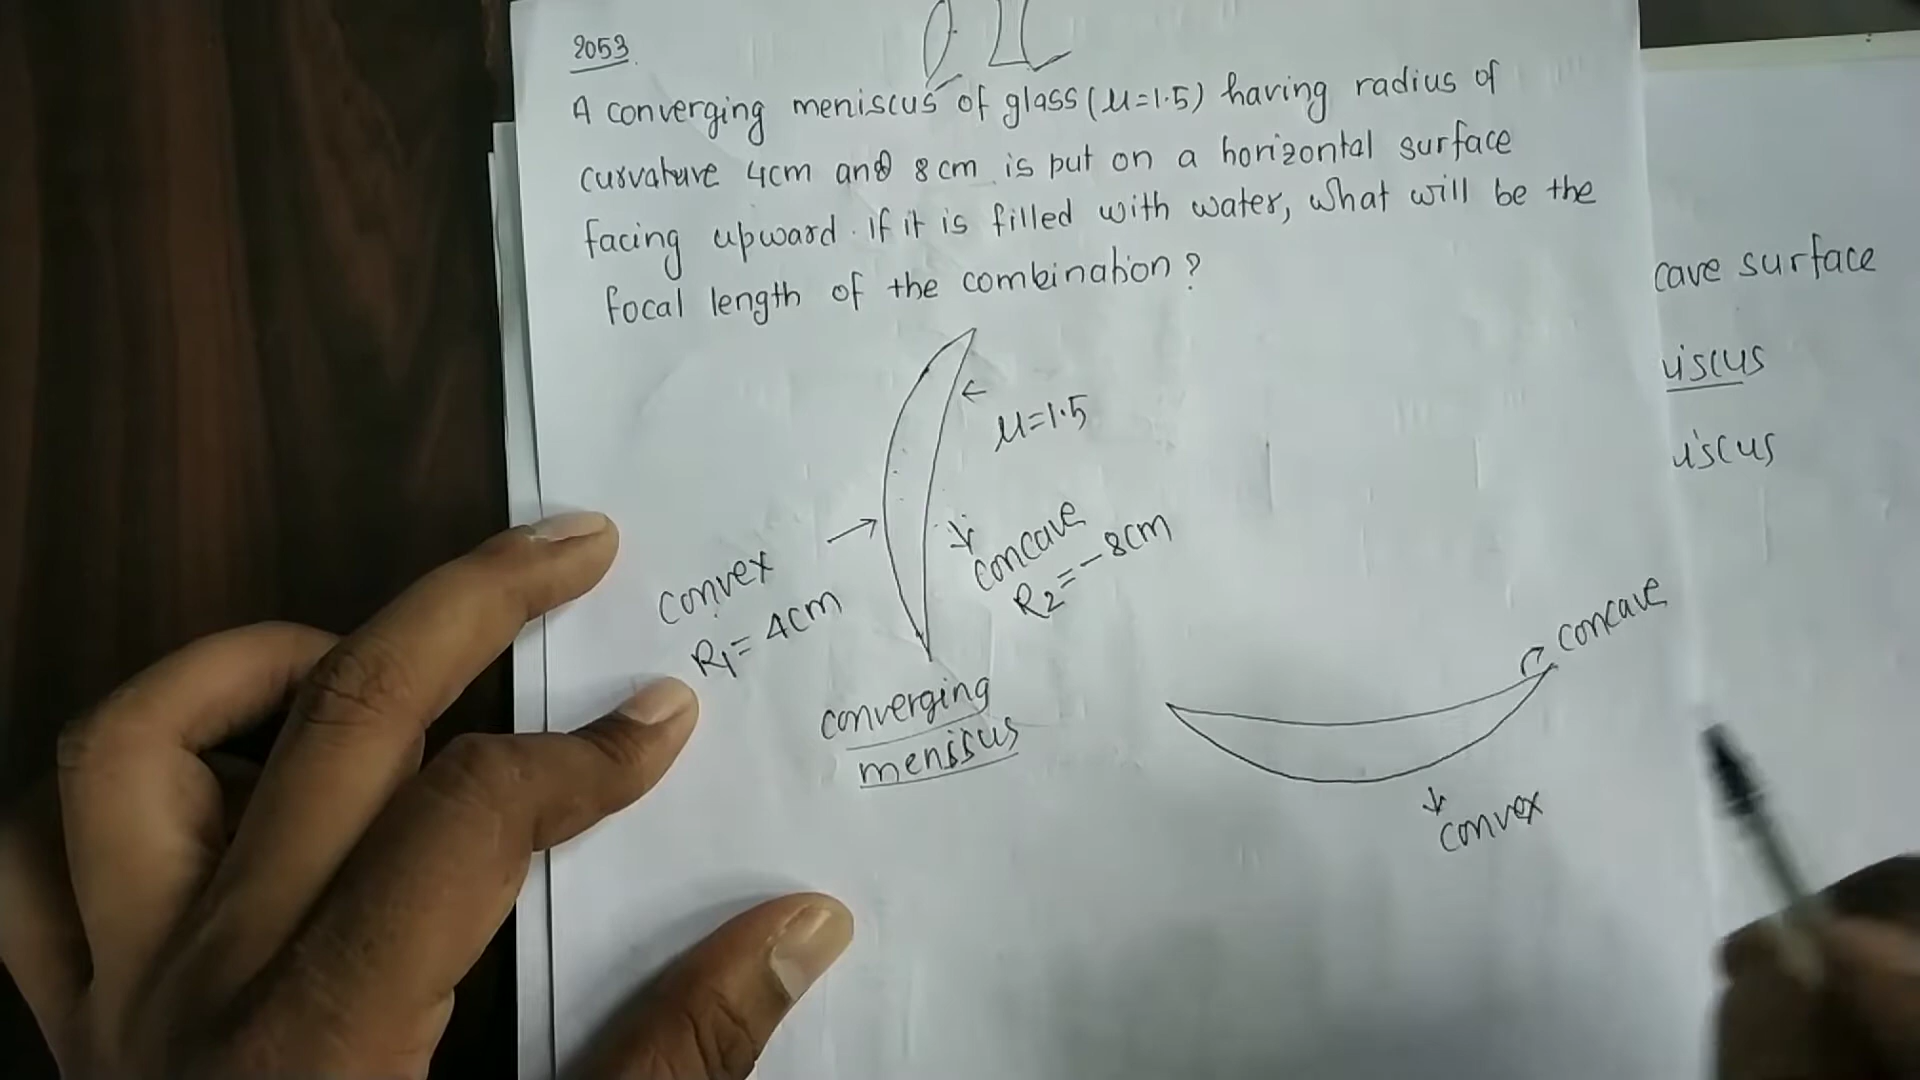 2053
A converging meniscus of glass (μ=1.5) having radius of
curvature 4cm and 8cm is put on a horizontal surface
facing upward. If it is filled with water, what will be the
focal length of the combination?
μ=1.5
convex
R1= 4cm
concave
R2=-8cm
converging
menissus
concave
convex
cave surface
iscus
iscus